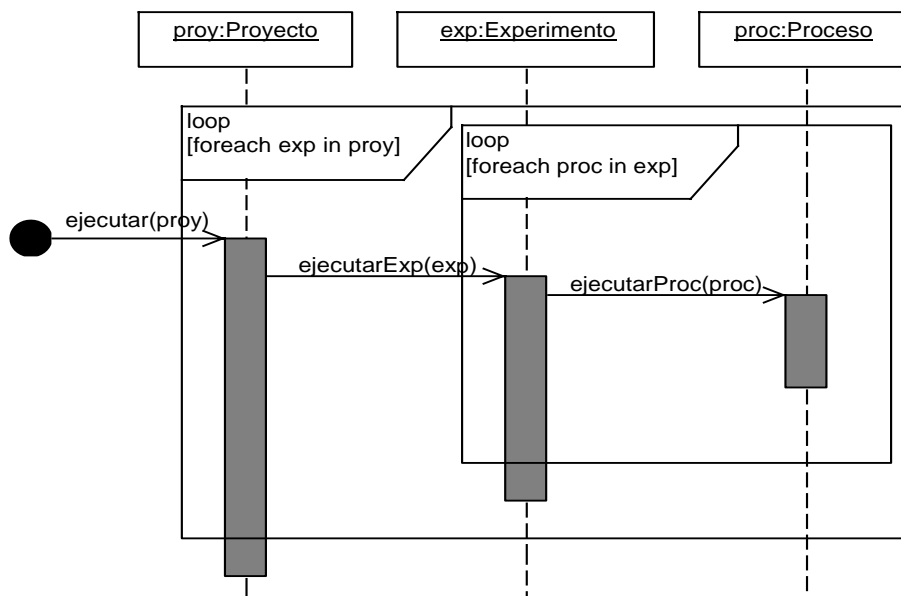 proy:Proyecto
exp:Experimento
proc:Proceso
loop
[foreach exp in proy]
loop
[foreach proc in exp]
ejecutar(proy)
ejecutarExp(exp)
ejecutarProc(proc)